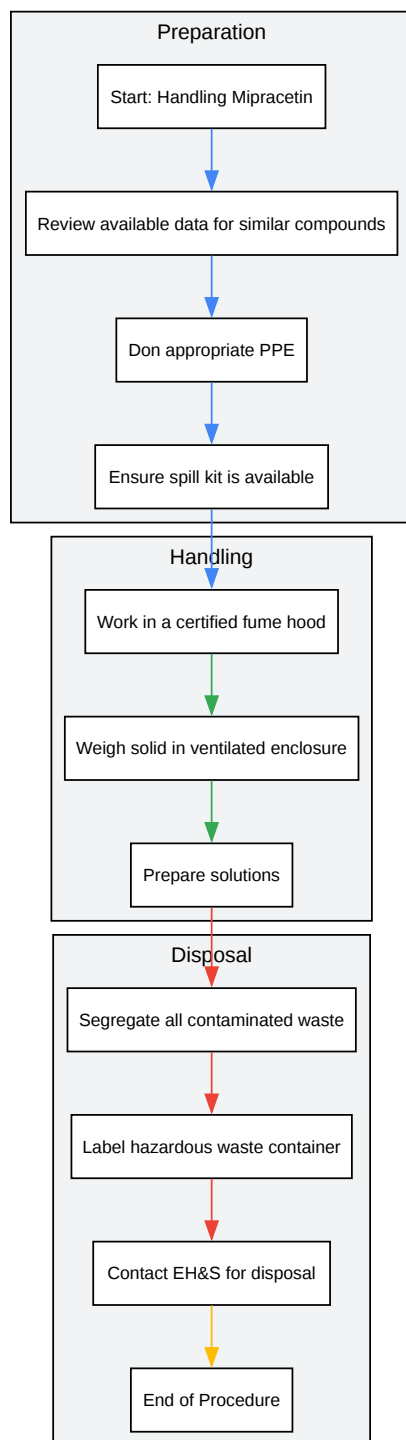 Preparation
Start: Handling Mipracetin
Review available data for similar compounds
Don appropriate PPE
Ensure spill kit is available
Handling
Work in a certified fume hood
Weigh solid in ventilated enclosure
Prepare solutions
Disposal
Segregate all contaminated waste
Label hazardous waste container
Contact EH&S for disposal
End of Procedure